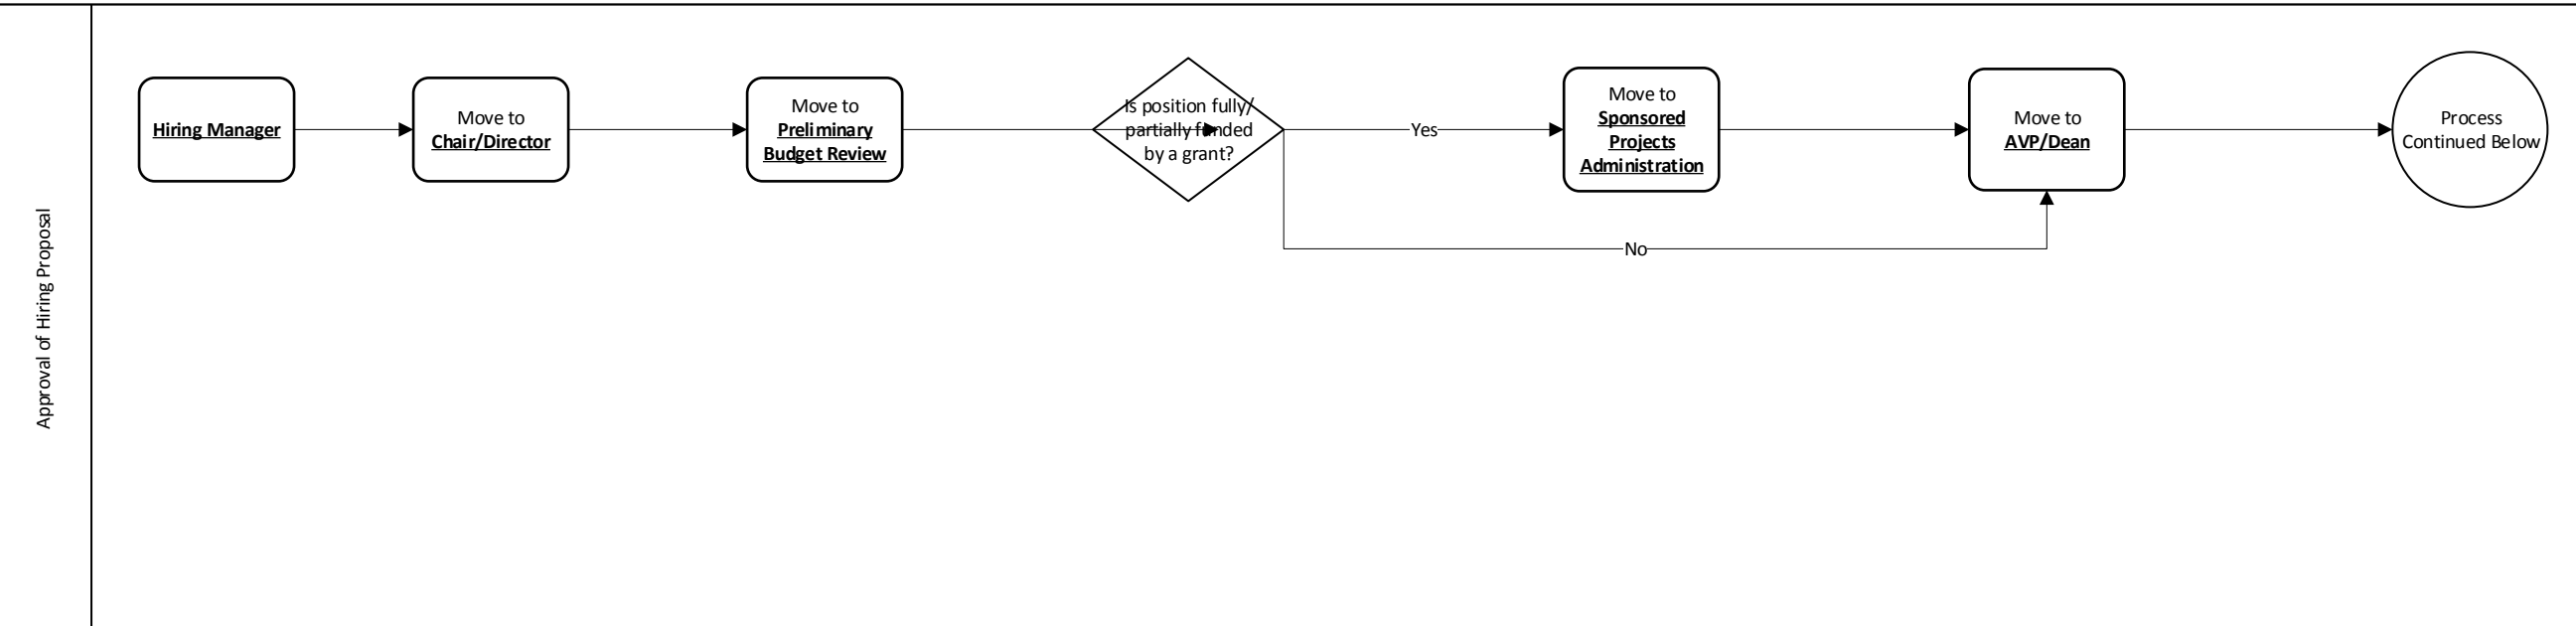 Approval of Hiring Proposal
Hiring Manager
Move to
Chair/Director
Move to
Preliminary
Budget Review
Is position fully/
partially funded
by a grant?
Yes
No
Move to
Sponsored
Projects
Administration
Move to
AVP/Dean
Process
Continued Below